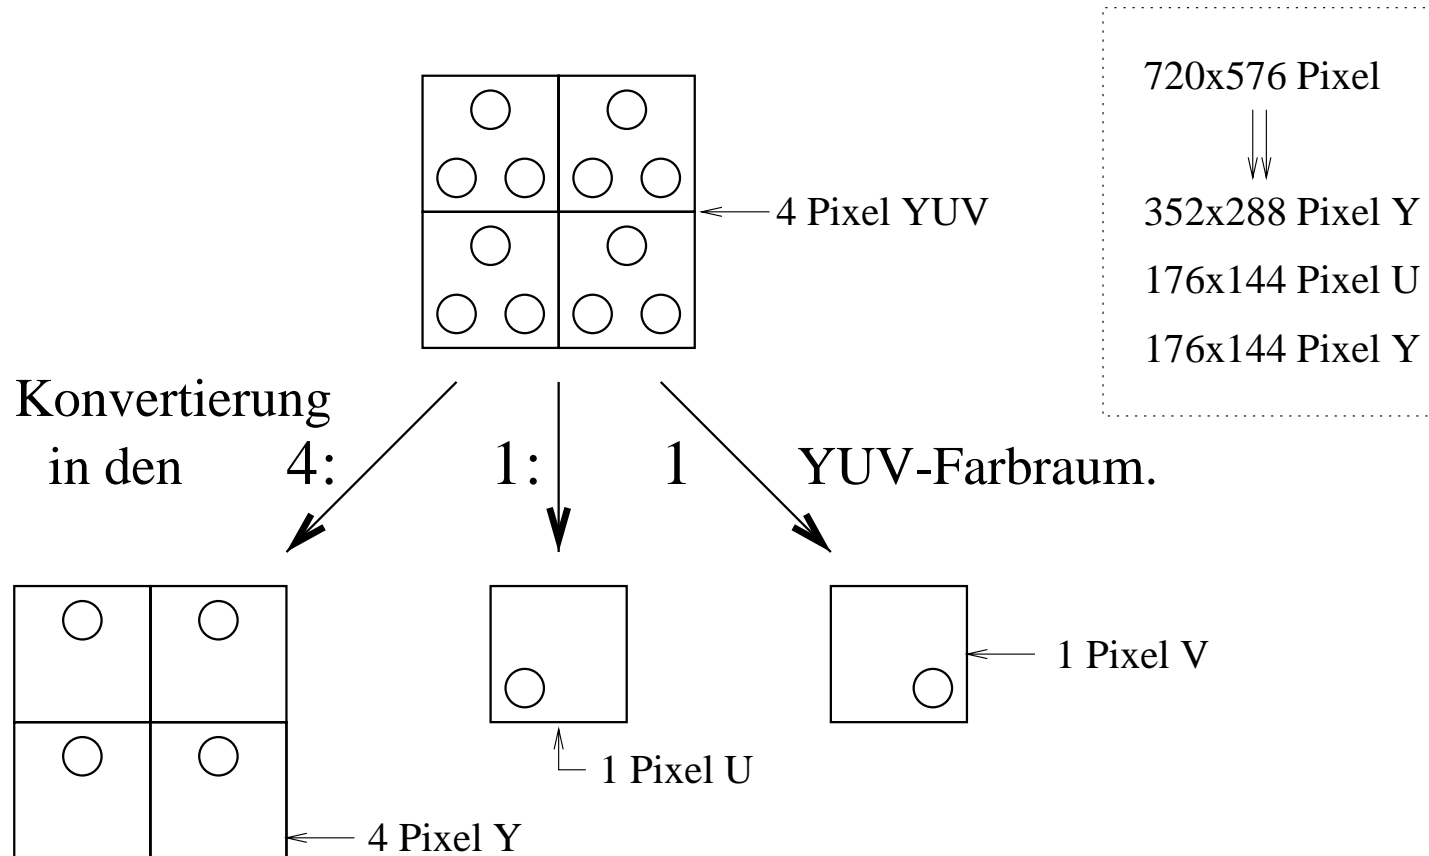 720x576 Pixel
4 Pixel YUV
352x288 Pixel Y
176x144 Pixel U
176x144 Pixel Y
Konvertierung
in den 4: 1: 1 YUV-Farbraum.
1 Pixel V
1 Pixel U
4 Pixel Y